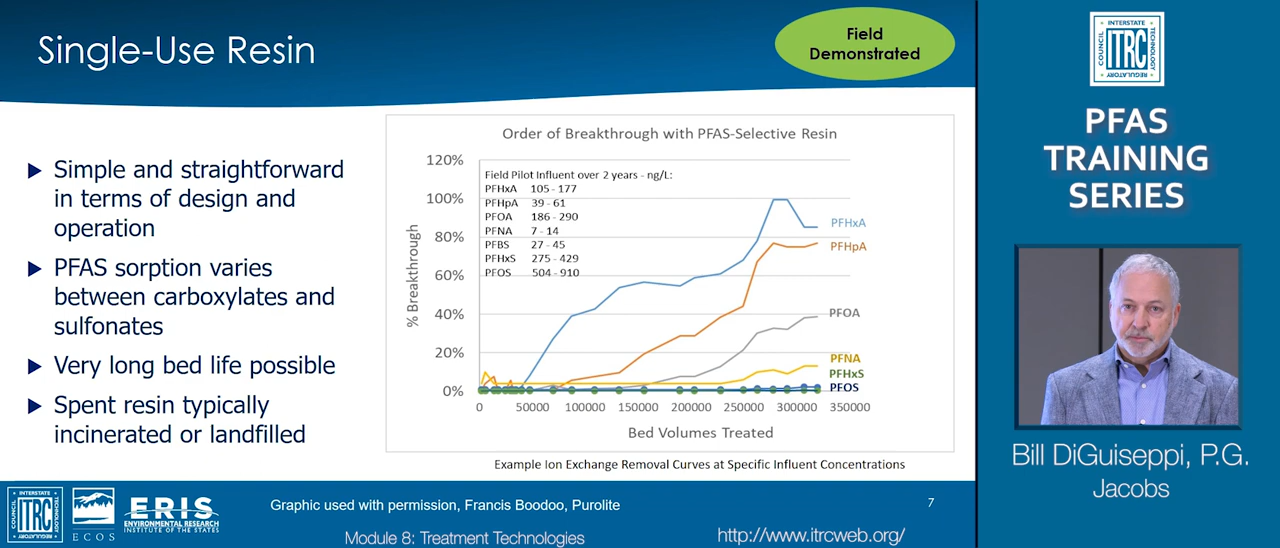 Single-Use Resin
Field
Demonstrated
Simple and straightforward
in terms of design and
operation
PFAS sorption varies
between carboxylates and
sulfonates
Very long bed life possible
Spent resin typically
incinerated or landfilled
Order of Breakthrough with PFAS-Selective Resin
% Breakthrough
120%
100%
80%
60%
40%
20%
0%
Field Pilot Influent over 2 years - ng/L:
PFHxA 105 - 177
PFHpA 39 - 61
PFOA 186 - 290
PFNA 7 - 14
PFBS 27 - 45
PFHxS 275 - 429
PFOS 504 - 910
PFHxA
PFHpA
PFOA
PFNA
PFHxS
PFOS
0 50000 100000 150000 200000 250000 300000 350000
Bed Volumes Treated
Example Ion Exchange Removal Curves at Specific Influent Concentrations
INTERSTATE
COUNCIL
ITRC
TECHNOLOGY
REGULATORY
ECOS
ERIS
ENVIRONMENTAL RESEARCH
INSTITUTE OF THE STATES
Graphic used with permission, Francis Boodoo, Purolite
7
Module 8: Treatment Technologies
http://www.itrcweb.org/
INTERSTATE
COUNCIL
ITRC
TECHNOLOGY
REGULATORY
PFAS
TRAINING
SERIES
Bill DiGuiseppi, P.G.
Jacobs